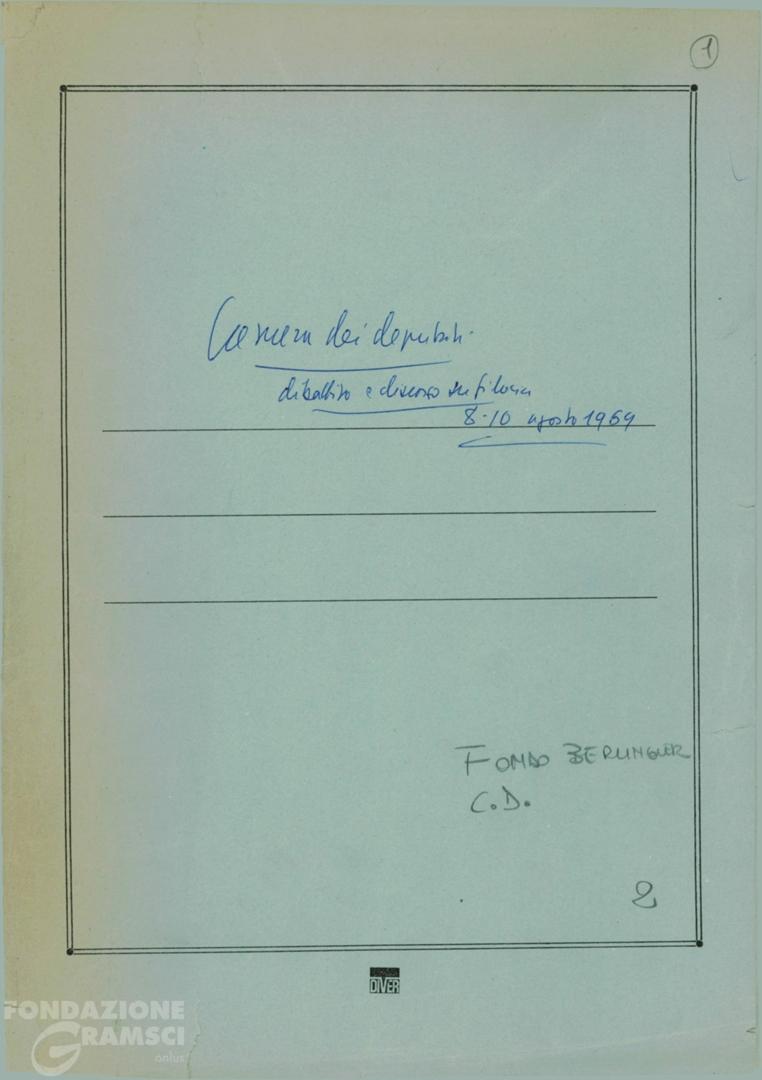 1
Camera dei deputati
dibattito e discorso su fiducia
8-10 agosto 1969
FONDO BERLINGUER
C.D.
2
DIVER
FONDAZIONE
GRAMSCI
onlus